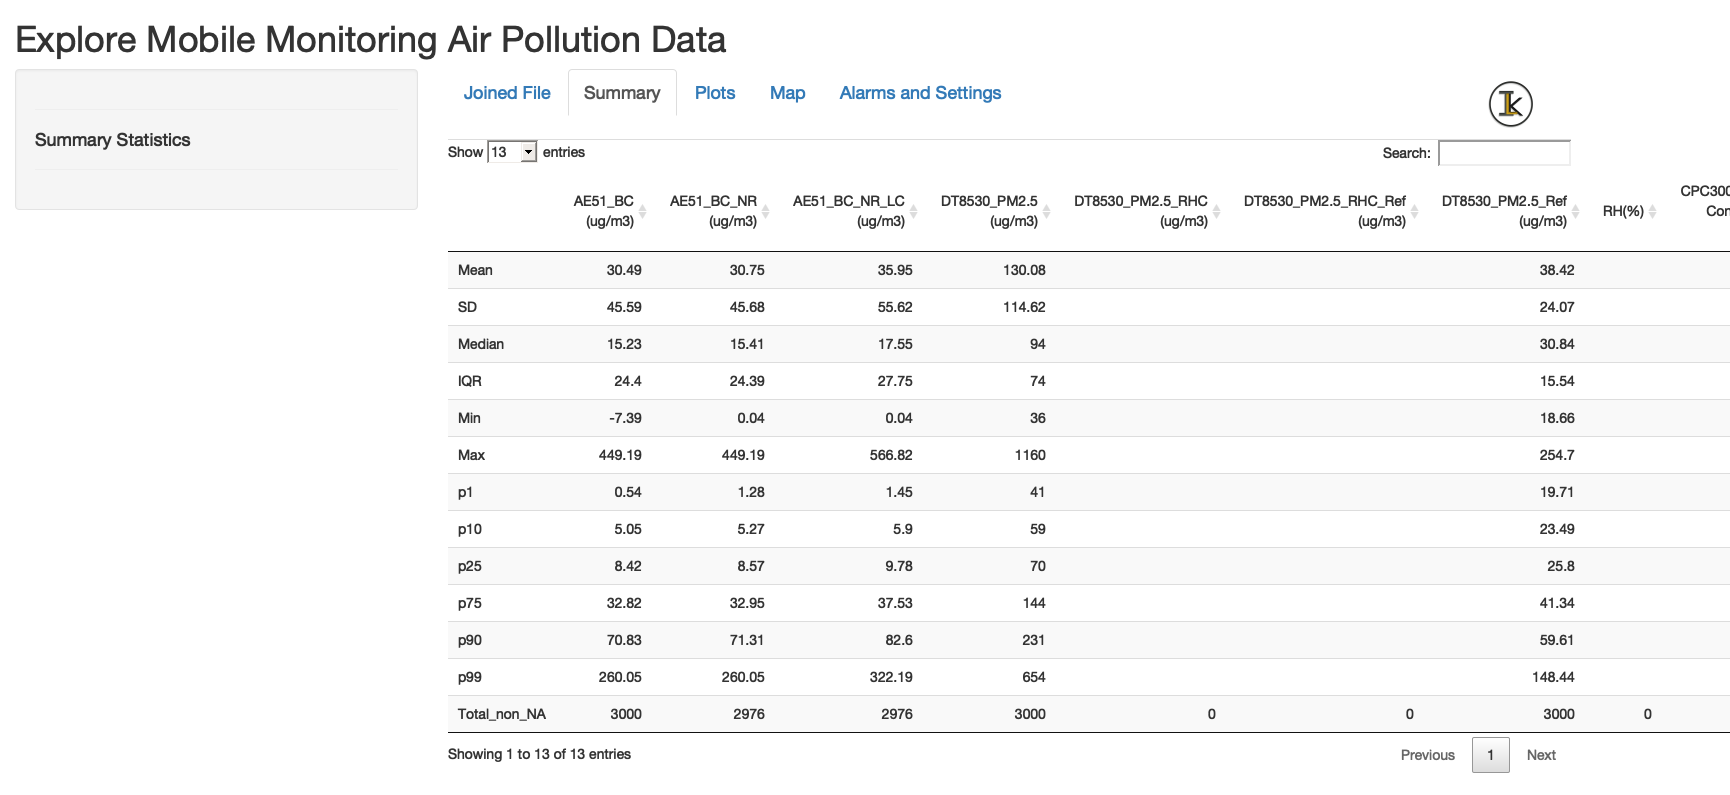 Explore Mobile Monitoring Air Pollution Data
Summary Statistics
Joined File Summary Plots Map Alarms and Settings
k
Show 13 entries Search:
AE51_BC (ug/m3) AE51_BC_NR (ug/m3) AE51_BC_NR_LC (ug/m3) DT8530_PM2.5 (ug/m3) DT8530_PM2.5_RHC (ug/m3) DT8530_PM2.5_RHC_Ref (ug/m3) DT8530_PM2.5_Ref (ug/m3) RH(%) CPC300 Con
Mean 30.49 30.75 35.95 130.08 38.42
SD 45.59 45.68 55.62 114.62 24.07
Median 15.23 15.41 17.55 94 30.84
IQR 24.4 24.39 27.75 74 15.54
Min -7.39 0.04 0.04 36 18.66
Max 449.19 449.19 566.82 1160 254.7
p1 0.54 1.28 1.45 41 19.71
p10 5.05 5.27 5.9 59 23.49
p25 8.42 8.57 9.78 70 25.8
p75 32.82 32.95 37.53 144 41.34
p90 70.83 71.31 82.6 231 59.61
p99 260.05 260.05 322.19 654 148.44
Total_non_NA 3000 2976 2976 3000 0 0 3000 0
Showing 1 to 13 of 13 entries Previous 1 Next